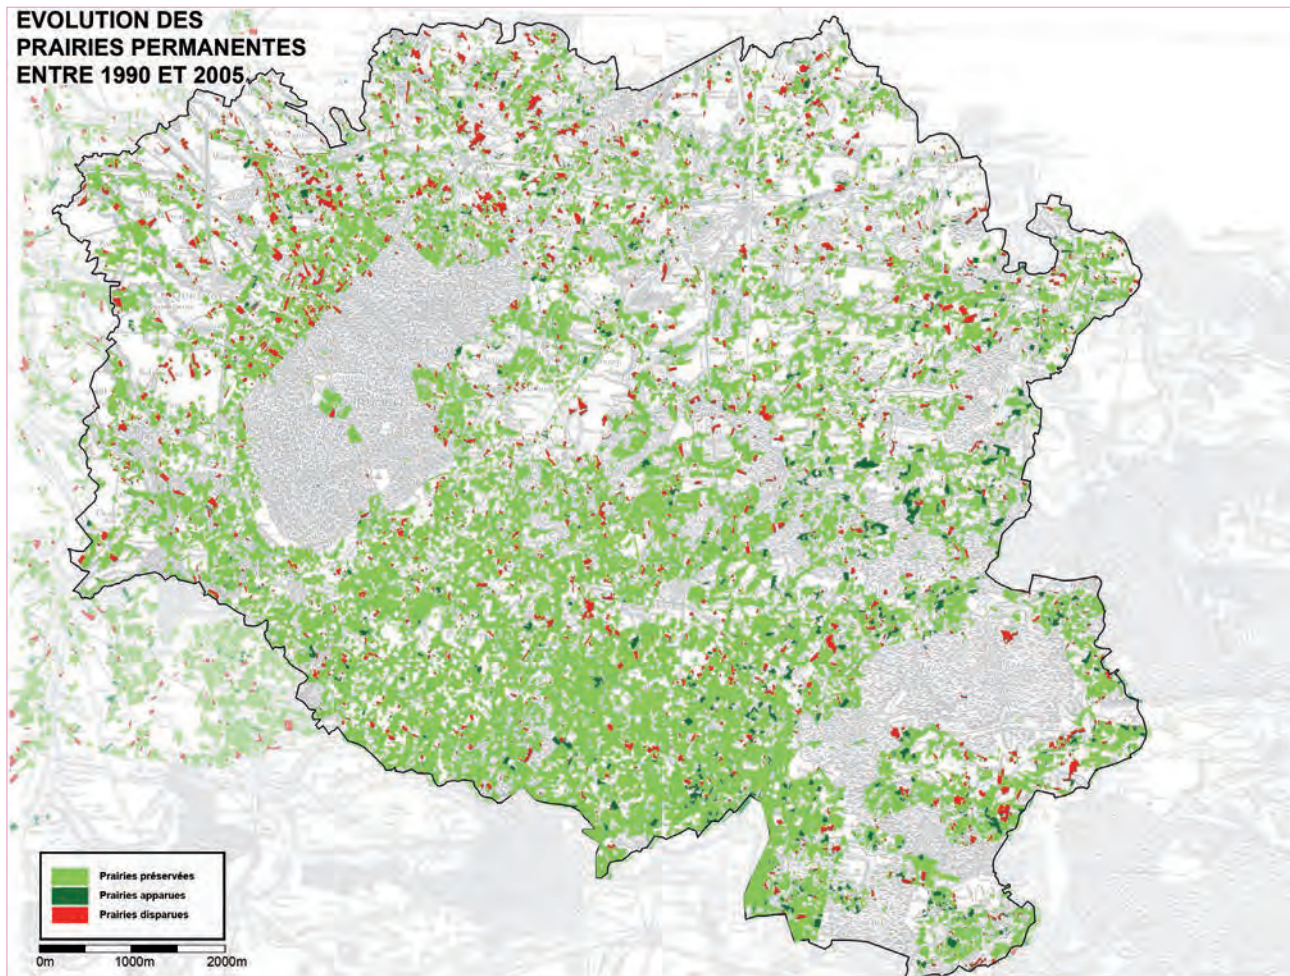 EVOLUTION DES
PRAIRIES PERMANENTES
ENTRE 1990 ET 2005
Prairies préservées
Prairies apparues
Prairies disparues
0m 1000m 2000m